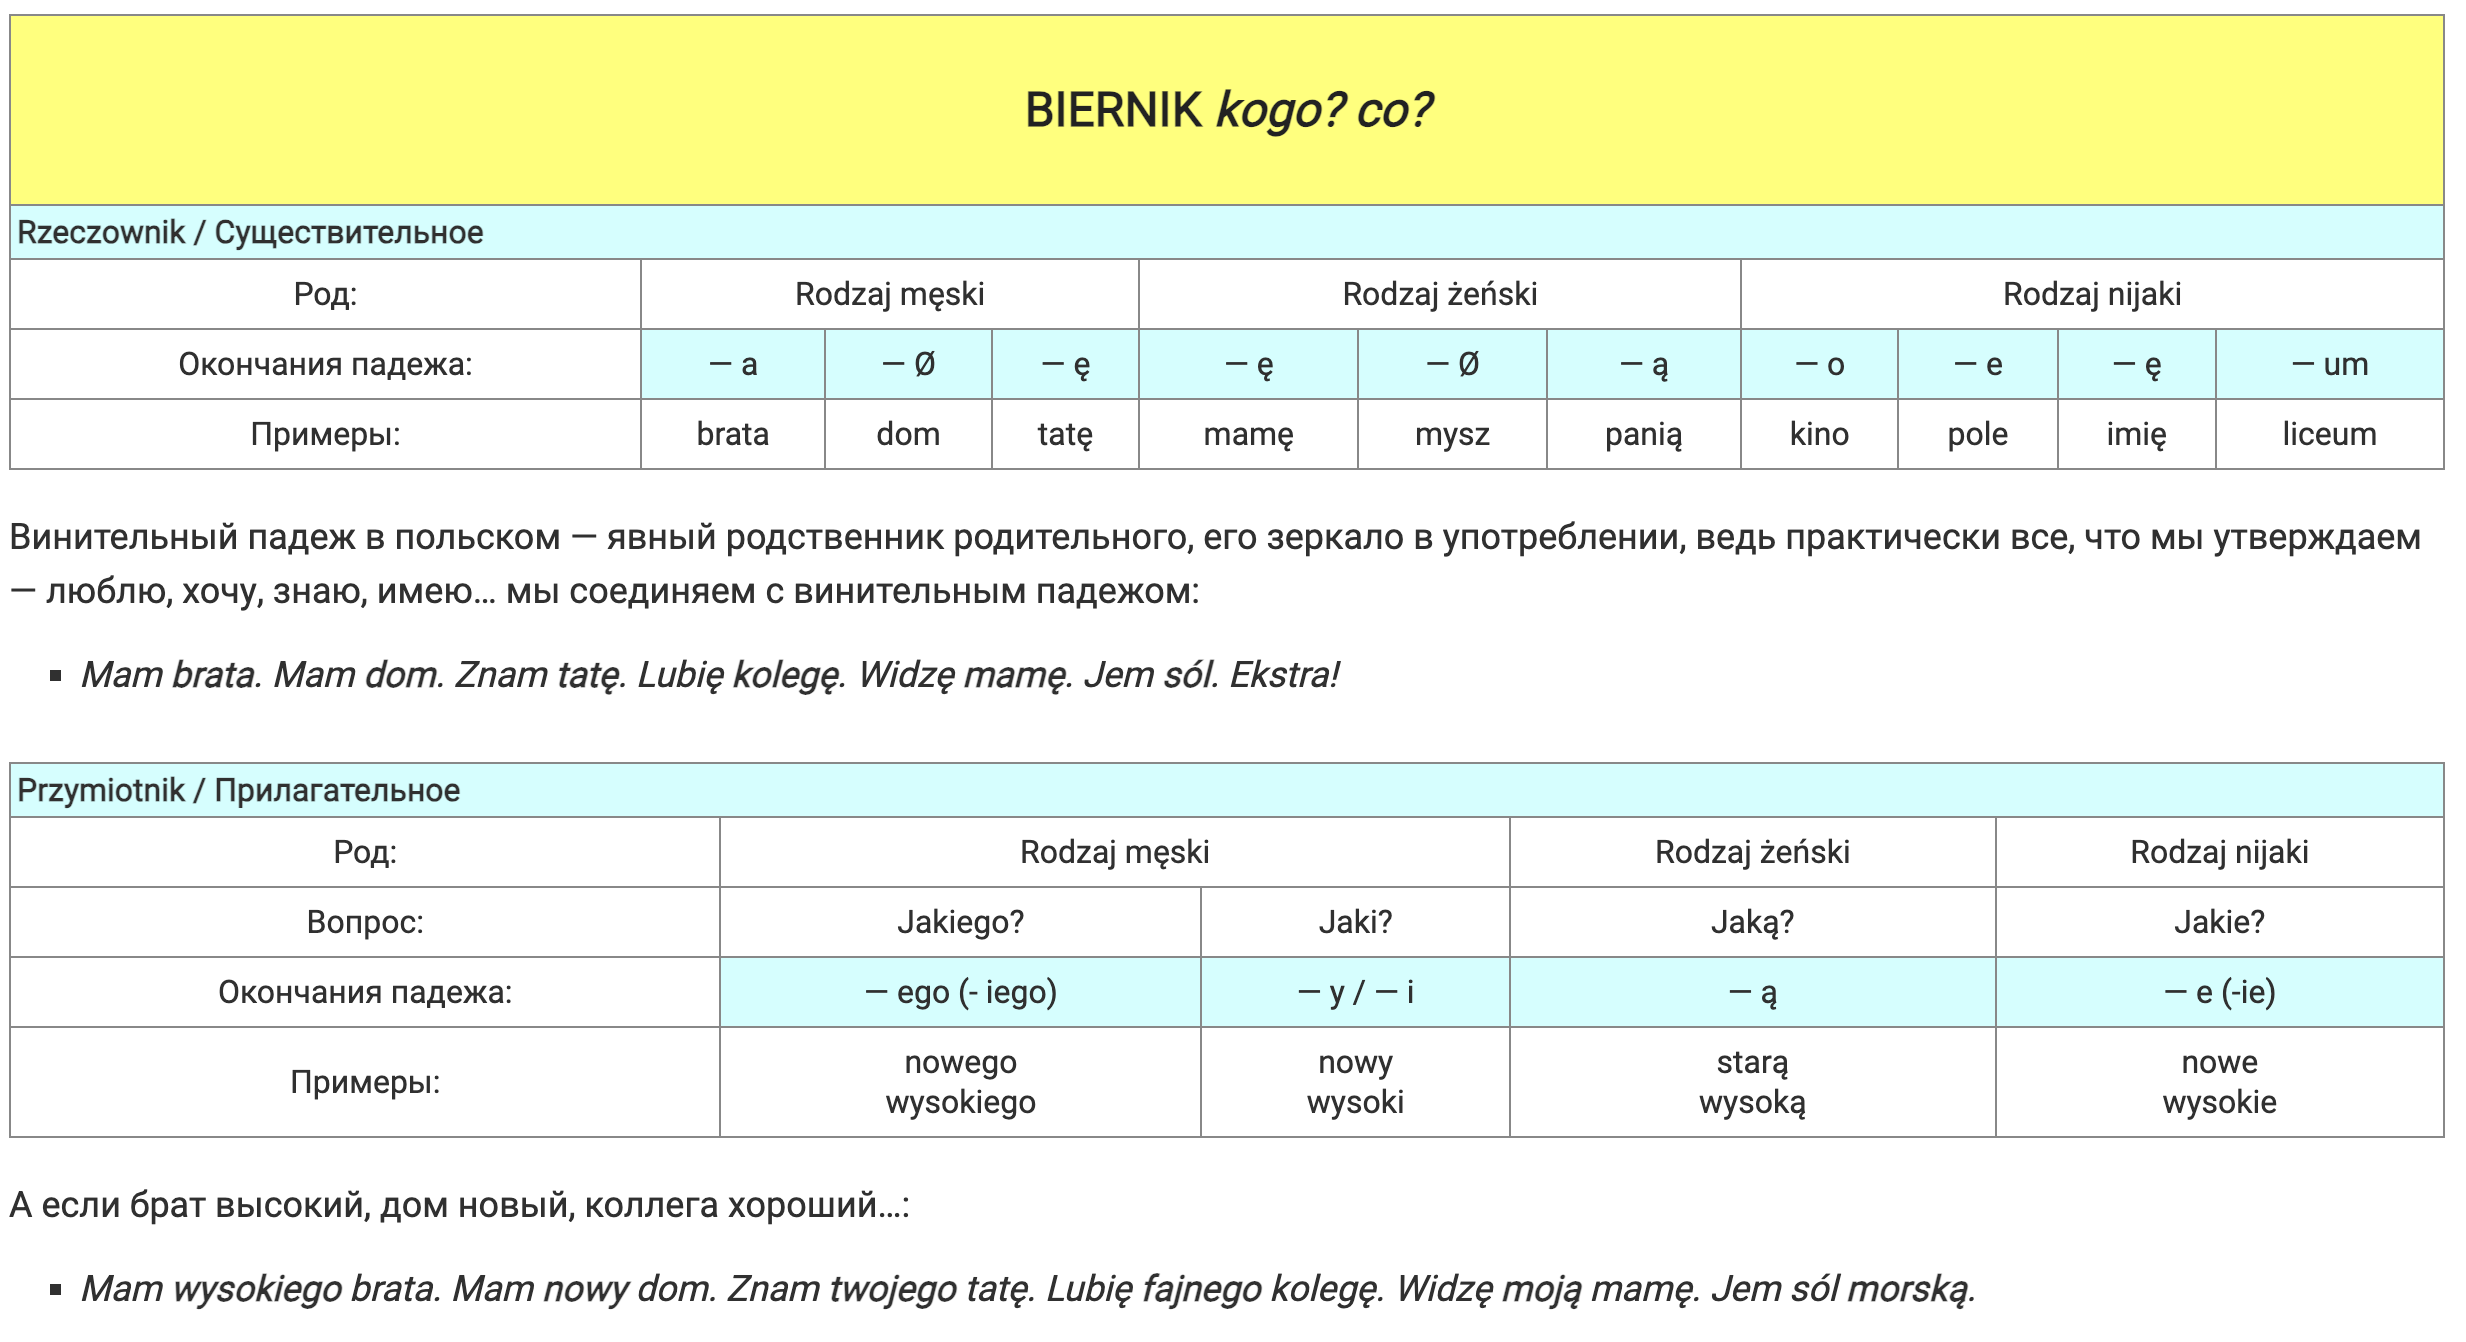 BIERNIK kogo? co?
Rzeczownik / Существительное
Род: Rodzaj męski Rodzaj żeński Rodzaj nijaki
Окончания падежа: — a — Ø — ę — ę — Ø — ą — o — e — ę — um
Примеры: brata dom tatę mamę mysz panią kino pole imię liceum
Винительный падеж в польском — явный родственник родительного, его зеркало в употреблении, ведь практически все, что мы утверждаем
— люблю, хочу, знаю, имею… мы соединяем с винительным падежом:
▪ Mam brata. Mam dom. Znam tatę. Lubię kolegę. Widzę mamę. Jem sól. Ekstra!
Przymiotnik / Прилагательное
Род: Rodzaj męski Rodzaj żeński Rodzaj nijaki
Вопрос: Jakiego? Jaki? Jaką? Jakie?
Окончания падежа: — ego (- iego) — y / — i — ą — e (-ie)
Примеры: nowego nowy starą nowe
wysokiego wysoki wysoką wysokie
А если брат высокий, дом новый, коллега хороший…:
▪ Mam wysokiego brata. Mam nowy dom. Znam twojego tatę. Lubię fajnego kolegę. Widzę moją mamę. Jem sól morską.